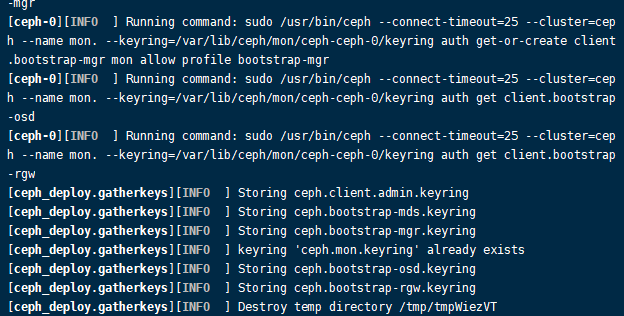 -mgr
[ceph-0][INFO  ] Running command: sudo /usr/bin/ceph --connect-timeout=25 --cluster=cep
h --name mon. --keyring=/var/lib/ceph/mon/ceph-ceph-0/keyring auth get-or-create client
.bootstrap-mgr mon allow profile bootstrap-mgr
[ceph-0][INFO  ] Running command: sudo /usr/bin/ceph --connect-timeout=25 --cluster=cep
h --name mon. --keyring=/var/lib/ceph/mon/ceph-ceph-0/keyring auth get client.bootstrap
-osd
[ceph-0][INFO  ] Running command: sudo /usr/bin/ceph --connect-timeout=25 --cluster=cep
h --name mon. --keyring=/var/lib/ceph/mon/ceph-ceph-0/keyring auth get client.bootstrap
-rgw
[ceph_deploy.gatherkeys][INFO  ] Storing ceph.client.admin.keyring
[ceph_deploy.gatherkeys][INFO  ] Storing ceph.bootstrap-mds.keyring
[ceph_deploy.gatherkeys][INFO  ] Storing ceph.bootstrap-mgr.keyring
[ceph_deploy.gatherkeys][INFO  ] keyring 'ceph.mon.keyring' already exists
[ceph_deploy.gatherkeys][INFO  ] Storing ceph.bootstrap-osd.keyring
[ceph_deploy.gatherkeys][INFO  ] Storing ceph.bootstrap-rgw.keyring
[ceph_deploy.gatherkeys][INFO  ] Destroy temp directory /tmp/tmpWiezVT